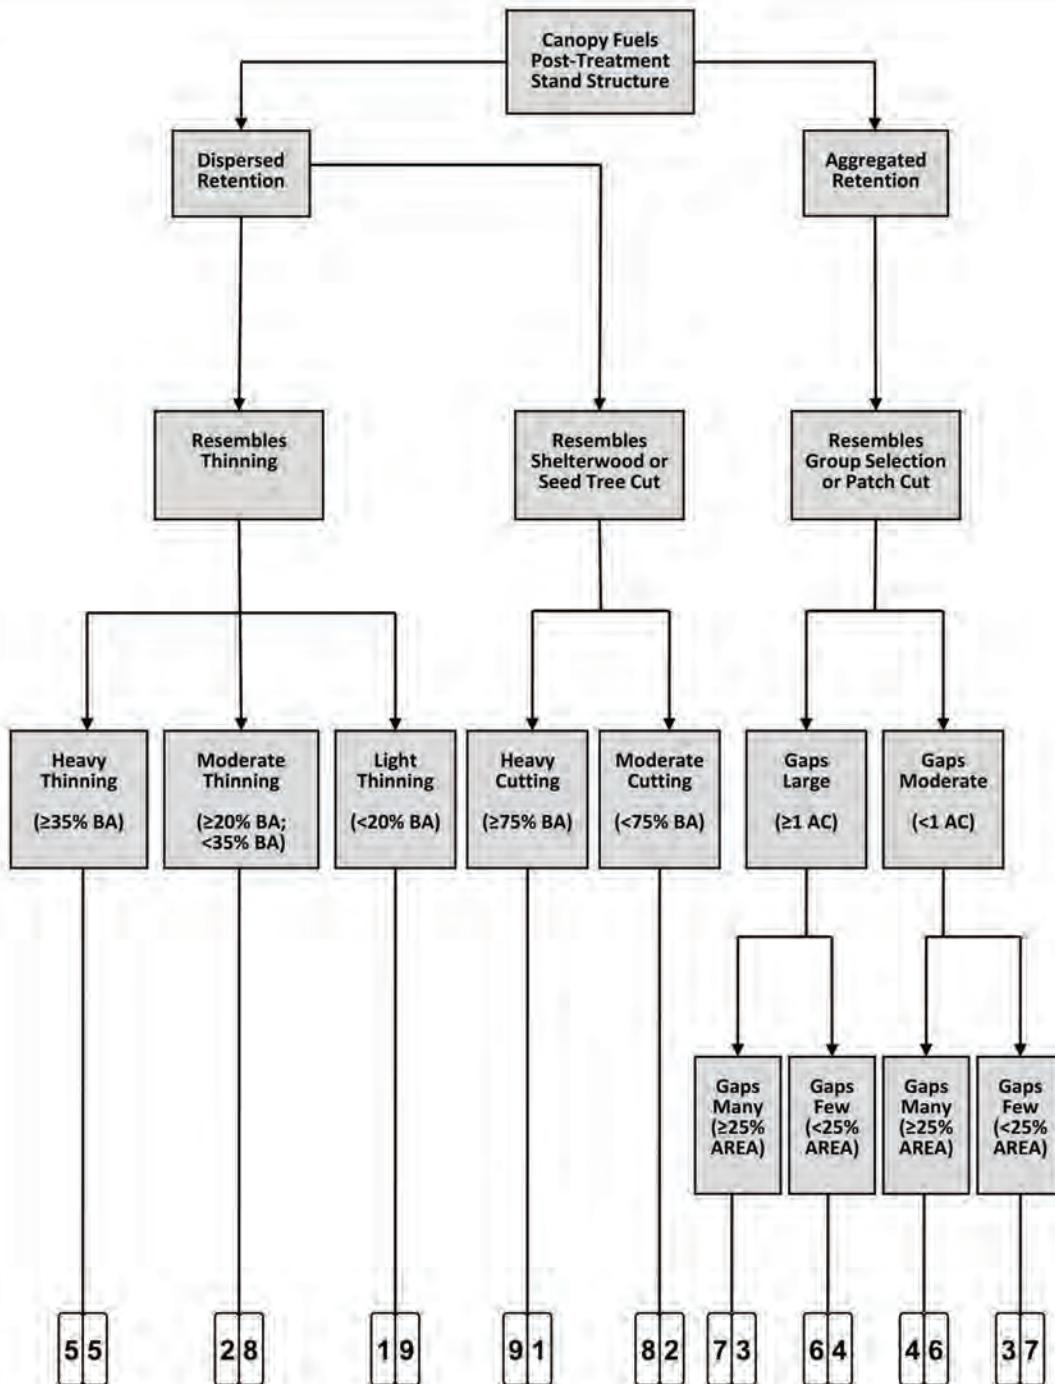 Canopy Fuels
Post-Treatment
Stand Structure
Dispersed
Retention
Aggregated
Retention
Resembles
Thinning
Resembles
Shelterwood or
Seed Tree Cut
Resembles
Group Selection
or Patch Cut
Heavy
Thinning
(≥35% BA)
Moderate
Thinning
(≥20% BA;
<35% BA)
Light
Thinning
(<20% BA)
Heavy
Cutting
(≥75% BA)
Moderate
Cutting
(<75% BA)
Gaps
Large
(≥1 AC)
Gaps
Moderate
(<1 AC)
Gaps
Many
(≥25%
AREA)
Gaps
Few
(<25%
AREA)
Gaps
Many
(≥25%
AREA)
Gaps
Few
(<25%
AREA)
5 5
2 8
1 9
9 1
8 2
7 3
6 4
4 6
3 7